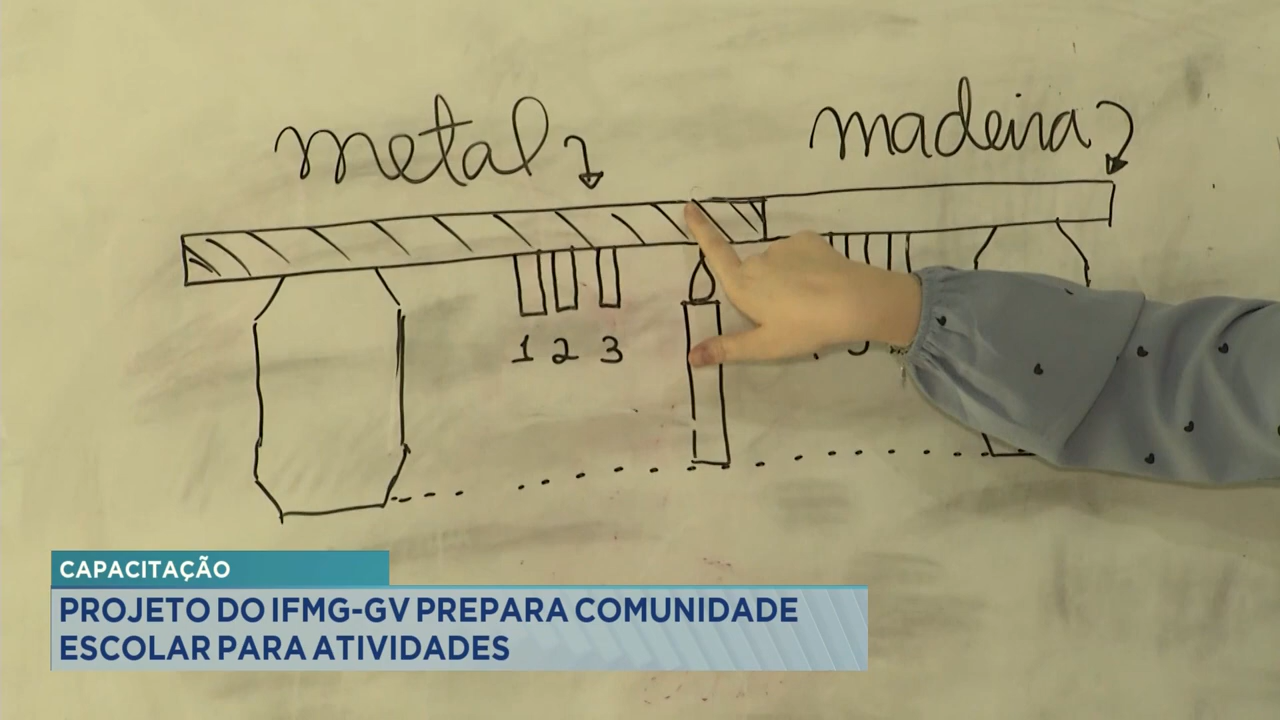 metal
madeira
1 2 3
CAPACITAÇÃO
PROJETO DO IFMG-GV PREPARA COMUNIDADE
ESCOLAR PARA ATIVIDADES